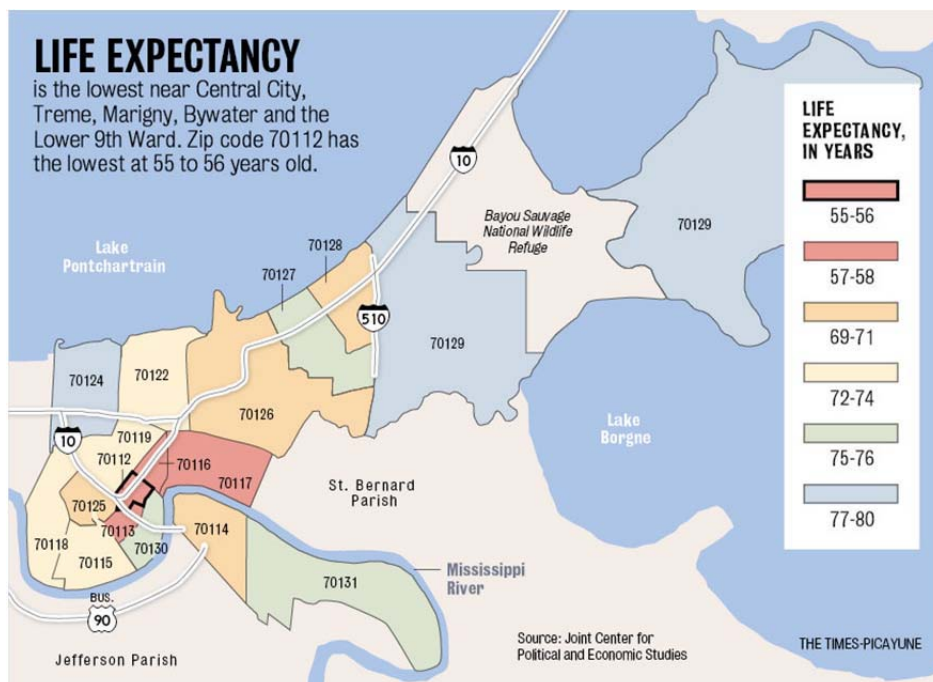 LIFE EXPECTANCY
is the lowest near Central City,
Treme, Marigny, Bywater and the
Lower 9th Ward. Zip code 70112 has
the lowest at 55 to 56 years old.
LIFE
EXPECTANCY,
IN YEARS
55-56
57-58
69-71
72-74
75-76
77-80
10
Bayou Sauvage
National Wildlife
Refuge
70129
Lake
Pontchartrain
70128
70127
510
70129
70124
70122
70126
Lake
Borgne
10
70119
70112
70116
70117
St. Bernard
Parish
70125
70113
70114
70118
70115
70130
70131
Mississippi
River
BUS.
90
Jefferson Parish
Source: Joint Center for
Political and Economic Studies
THE TIMES-PICAYUNE